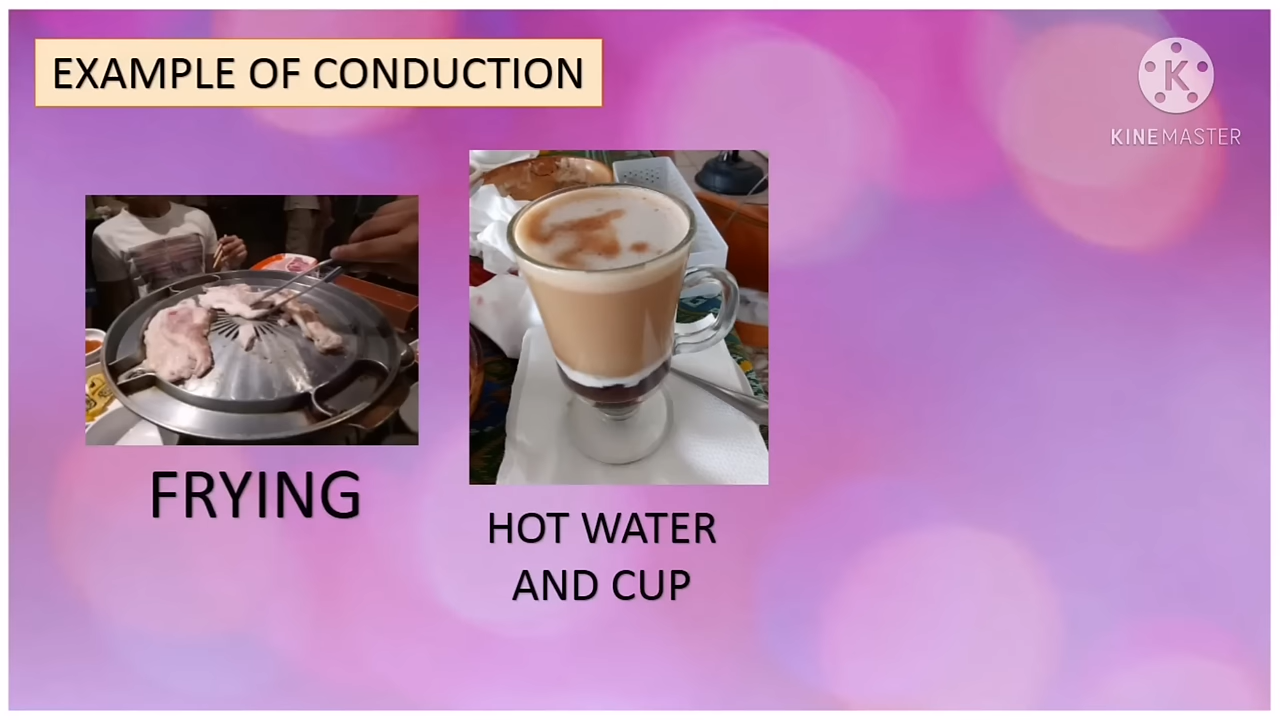 EXAMPLE OF CONDUCTION
K
KINEMASTER
FRYING
HOT WATER
AND CUP